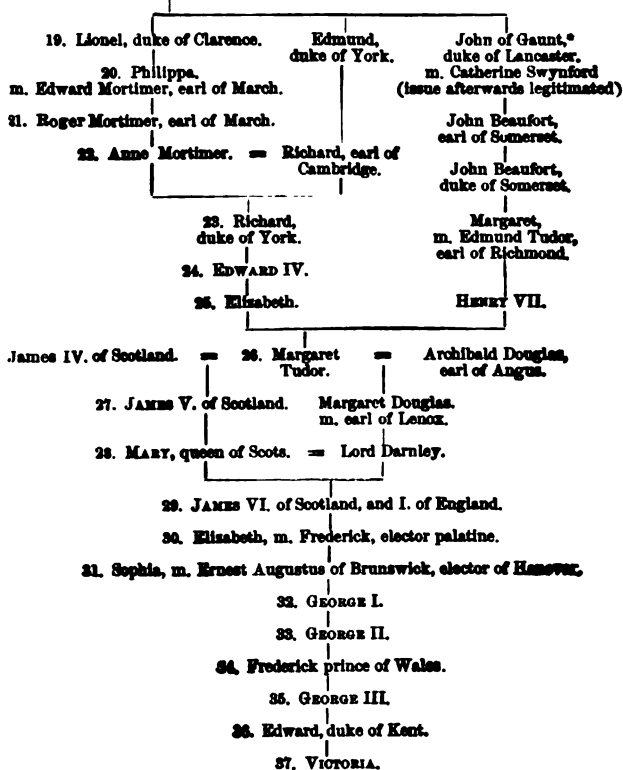 19. Lionel, duke of Clarence.
Edmund,
duke of York.
John of Gaunt,*
duke of Lancaster.
m. Catherine Swynford
(issue afterwards legitimated)
20. Philippa,
m. Edward Mortimer, earl of March.
21. Roger Mortimer, earl of March.
John Beaufort,
earl of Somerset.
22. Anne Mortimer. = Richard, earl of
Cambridge.
John Beaufort,
duke of Somerset.
23. Richard,
duke of York.
Margaret,
m. Edmund Tudor,
earl of Richmond.
24. EDWARD IV.
25. Elizabeth.
HENRY VII.
James IV. of Scotland. = 26. Margaret
Tudor. = Archibald Douglas,
earl of Angus.
27. JAMES V. of Scotland.
Margaret Douglas.
m. earl of Lenox.
28. MARY, queen of Scots. = Lord Darnley.
29. JAMES VI. of Scotland, and I. of England.
30. Elizabeth, m. Frederick, elector palatine.
31. Sophia, m. Ernest Augustus of Brunswick, elector of Hanover.
32. GEORGE I.
33. GEORGE II.
34. Frederick prince of Wales.
35. GEORGE III.
36. Edward, duke of Kent.
37. VICTORIA.